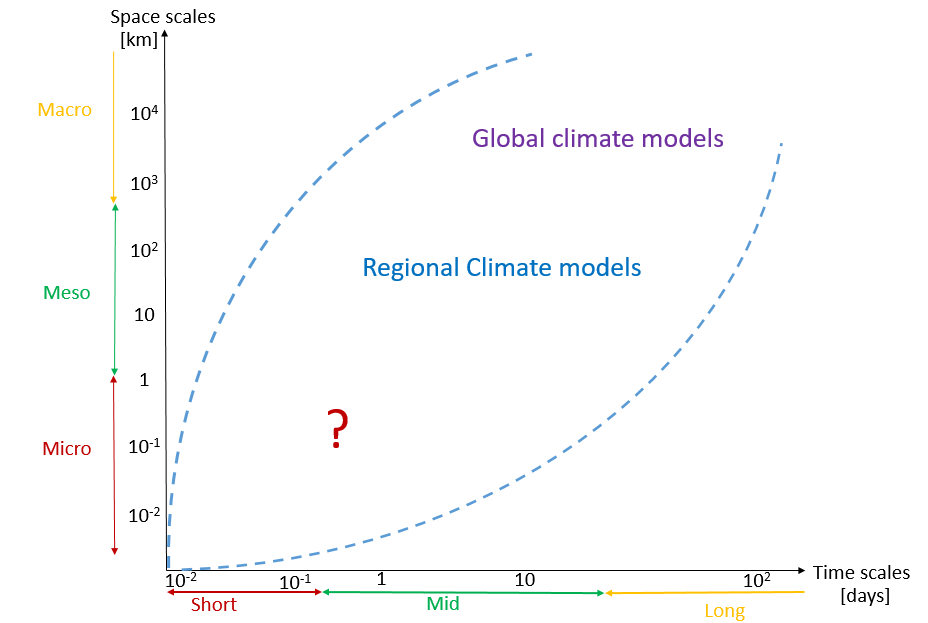 Space scales
[km]
Macro
10⁴
10³
Global climate models
10²
Meso
Regional Climate models
10
1
?
Micro
10⁻¹
10⁻²
10⁻² 10⁻¹ 1 10 10²
Time scales
[days]
Short Mid Long